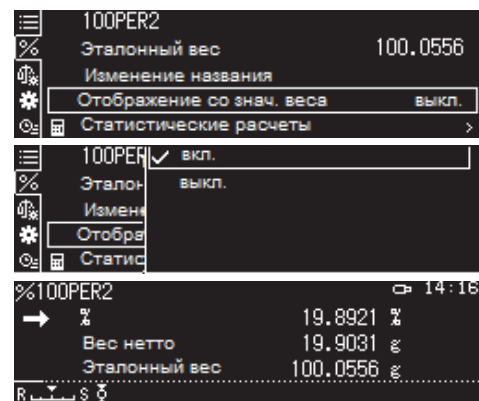 100PER2
Эталонный вес 100.0556
Изменение названия
Отображение со знач. веса выкл.
Статистические расчеты >
100PER ✓ вкл.
Эталон выкл.
Измене
Отобра
Статис
%100PER2 14:16
→ % 19.8921 %
Вес нетто 19.9031 g
Эталонный вес 100.0556 g
R S